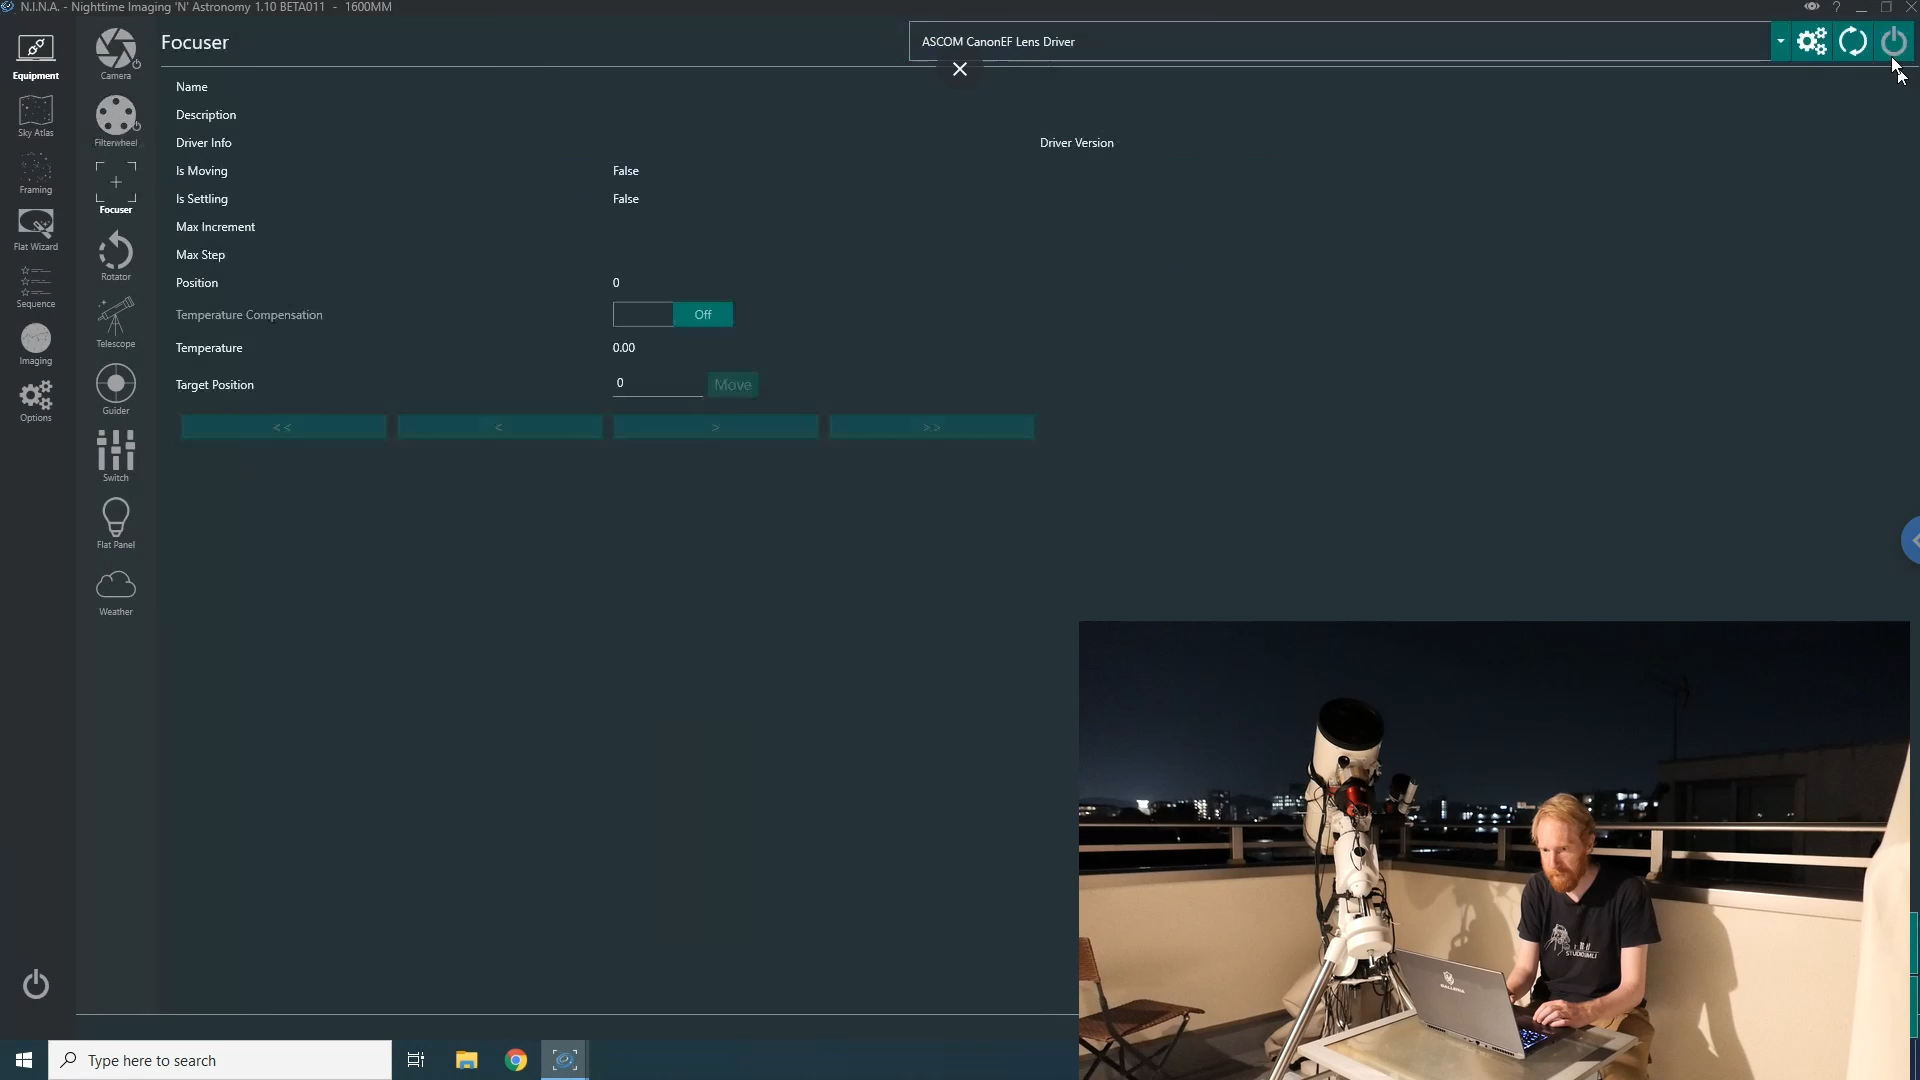 N.I.N.A. - Nighttime Imaging 'N' Astronomy 1.10 BETA011 - 1600MM
Equipment
Sky Atlas
Framing
Flat Wizard
Sequence
Imaging
Options
Camera
Filterwheel
Focuser
Rotator
Telescope
Guider
Switch
Flat Panel
Weather
Focuser
ASCOM CanonEF Lens Driver
Name
Description
Driver Info
Driver Version
Is Moving
False
Is Settling
False
Max Increment
Max Step
Position
0
Temperature Compensation
Off
Temperature
0.00
Target Position
0
Move
<<
<
>
>>
GALLERIA
Type here to search